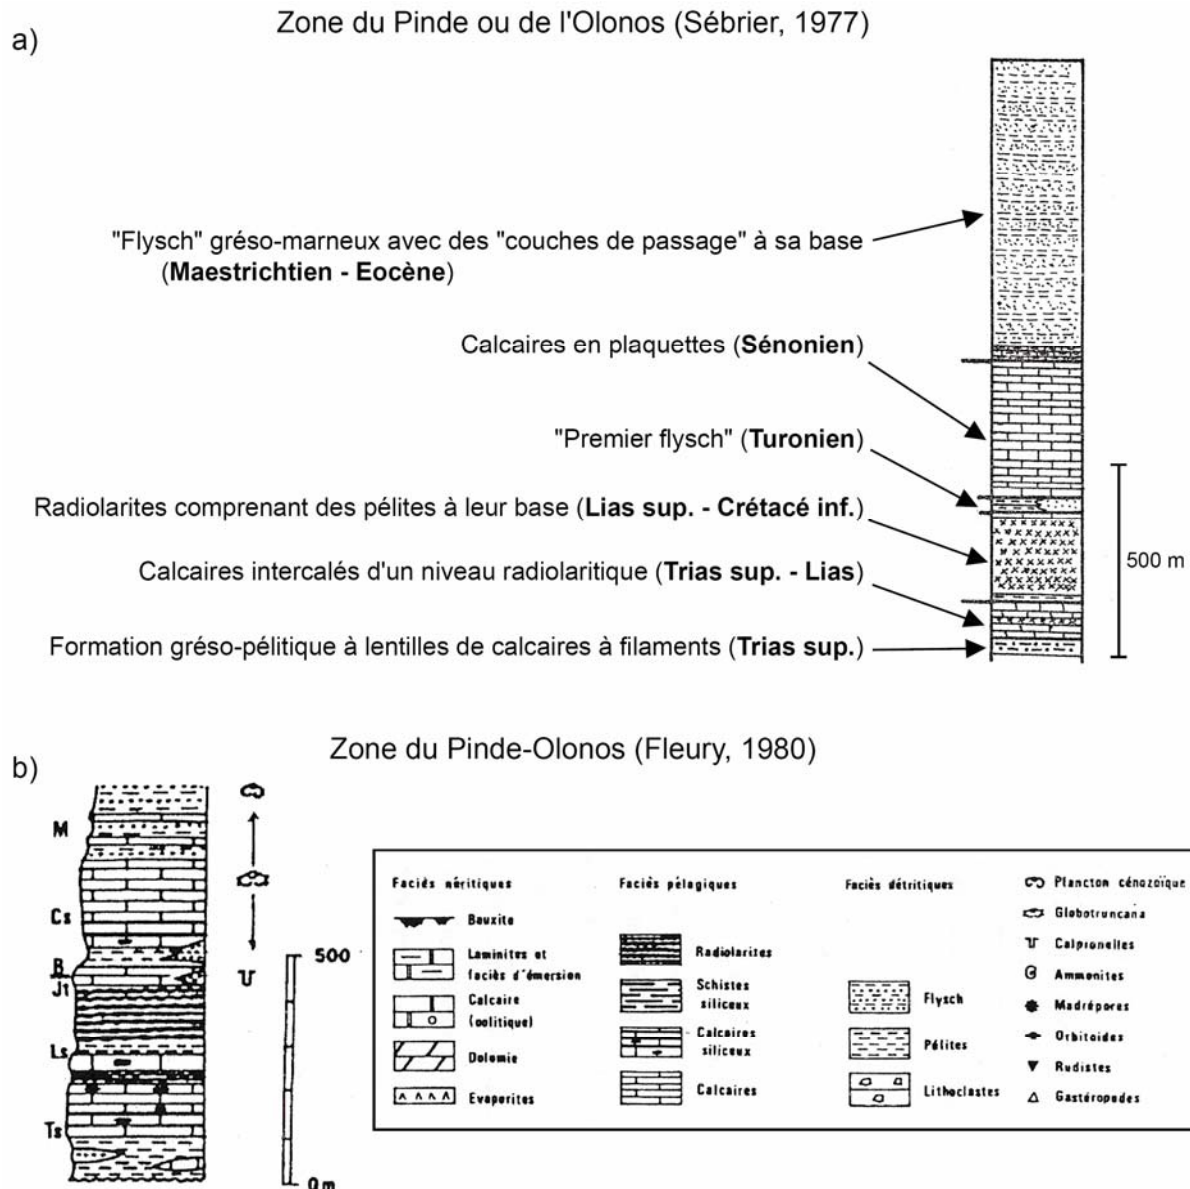 Zone du Pinde ou de l'Olonos (Sébrier, 1977)
a)
"Flysch" gréso-marneux avec des "couches de passage" à sa base
(Maestrichtien - Eocène)
Calcaires en plaquettes (Sénonien)
"Premier flysch" (Turonien)
Radiolarites comprenant des pélites à leur base (Lias sup. - Crétacé inf.)
Calcaires intercalés d'un niveau radiolaritique (Trias sup. - Lias)
Formation gréso-pélitique à lentilles de calcaires à filaments (Trias sup.)
500 m
Zone du Pinde-Olonos (Fleury, 1980)
b)
M
Cs
B
Js
Ls
Ts
500
0m
Faciès néritiques
Bauxite
Laminites et
faciès d'émersion
Calcaire
(oolitique)
Dolomie
Evaporites
Faciès pélagiques
Radiolarites
Schistes
siliceux
Calcaires
siliceux
Calcaires
Faciès détritiques
Flysch
Pélites
Lithoclastes
Plancton cénozoïque
Globotruncana
Calpionelles
Ammonites
Madrépores
Orbitoides
Rudistes
Gastéropodes